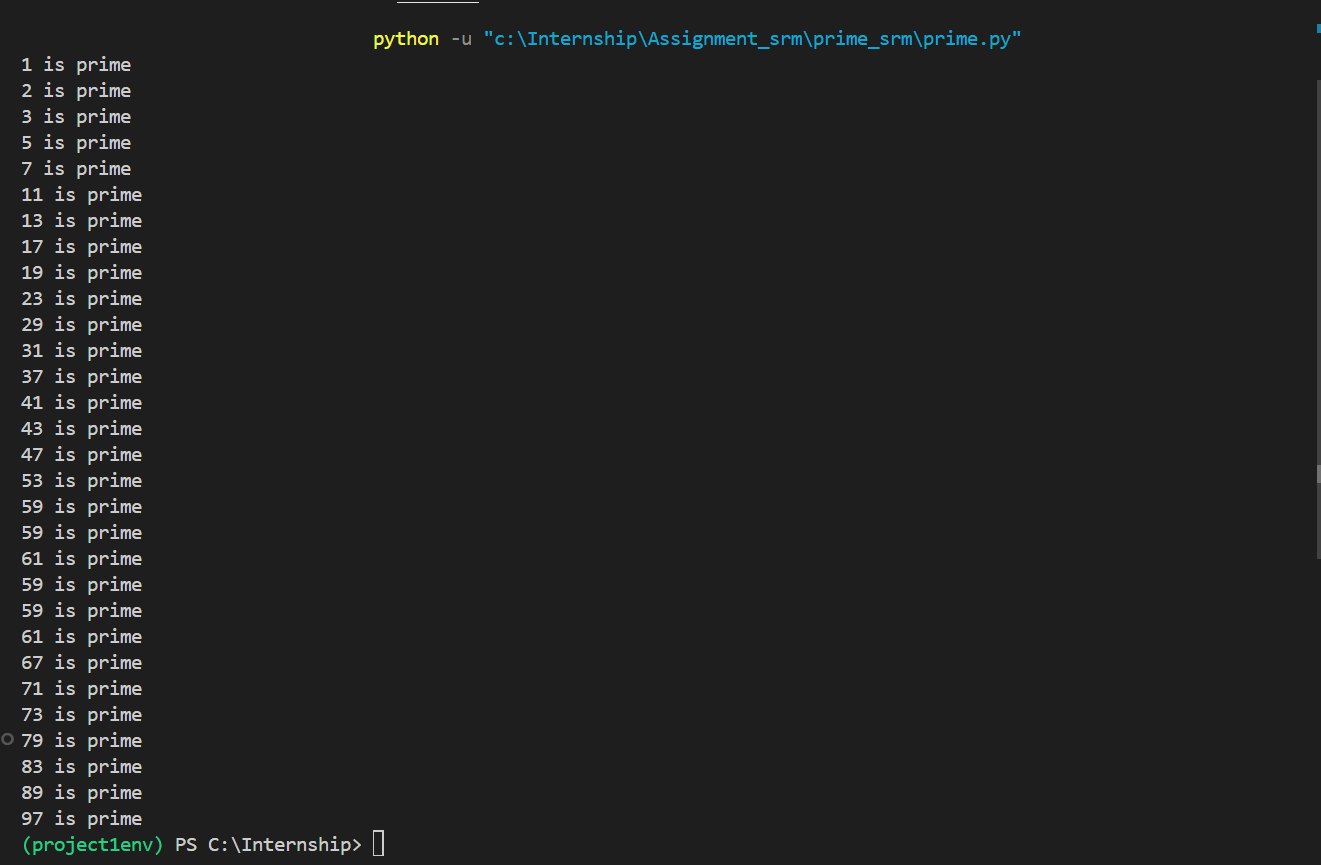 python -u "c:\Internship\Assignment_srm\prime_srm\prime.py"
1 is prime
2 is prime
3 is prime
5 is prime
7 is prime
11 is prime
13 is prime
17 is prime
19 is prime
23 is prime
29 is prime
31 is prime
37 is prime
41 is prime
43 is prime
47 is prime
53 is prime
59 is prime
59 is prime
61 is prime
59 is prime
59 is prime
61 is prime
67 is prime
71 is prime
73 is prime
79 is prime
83 is prime
89 is prime
97 is prime
(project1env) PS C:\Internship>